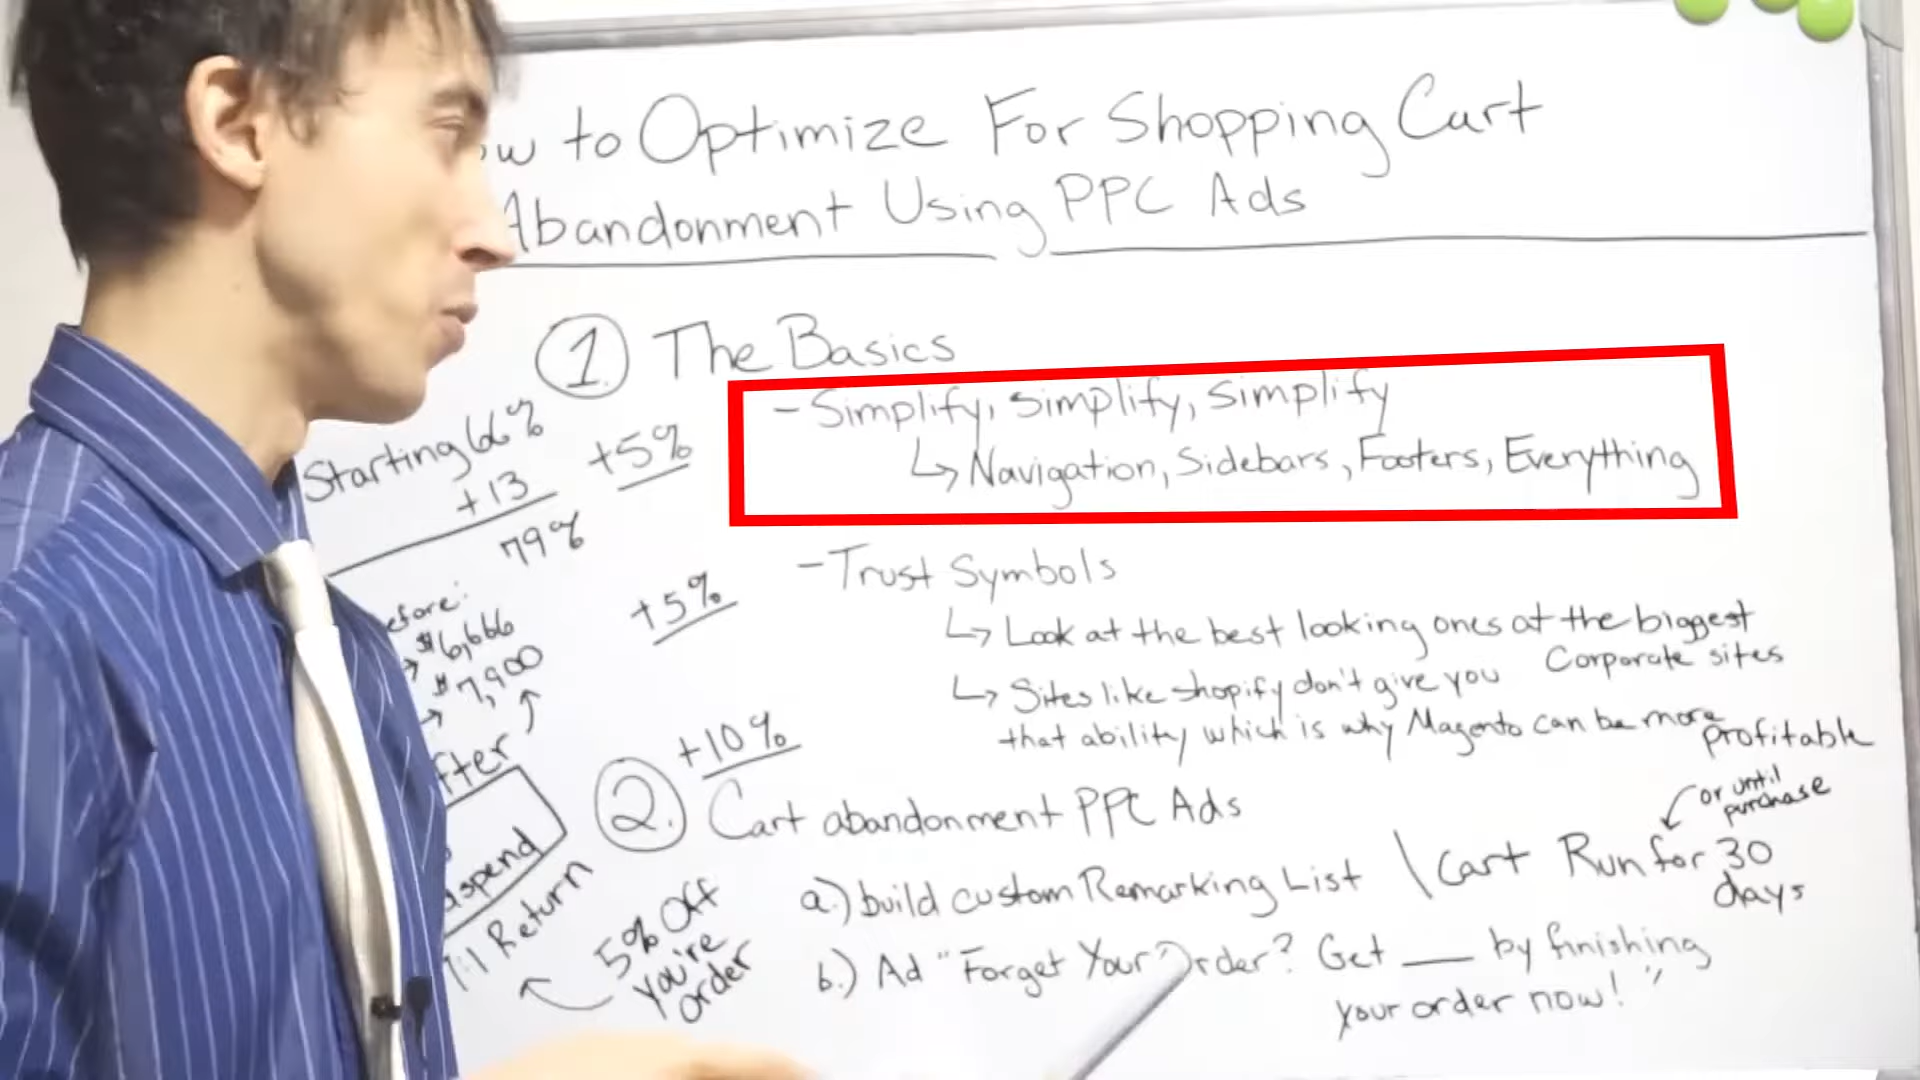 to Optimize For Shopping Cart
Abandonment Using PPC Ads
1. The Basics
- Simplify, Simplify, Simplify
↳ Navigation, Sidebars, Footers, Everything
Starting 66%
+13
79%
+5%
- Trust Symbols
↳ Look at the best looking ones at the biggest
Corporate sites
↳ Sites like shopify don't give you
that ability which is why Magento can be more
profitable
+5%
$6,666
$7,900
+10%
2. Cart abandonment PPC Ads
a.) build custom Remarking List \ Cart Run for 30
days
or until
purchase
b.) Ad "Forget Your Order? Get ___ by finishing
your order now!"
Return
5% Off
you're
order